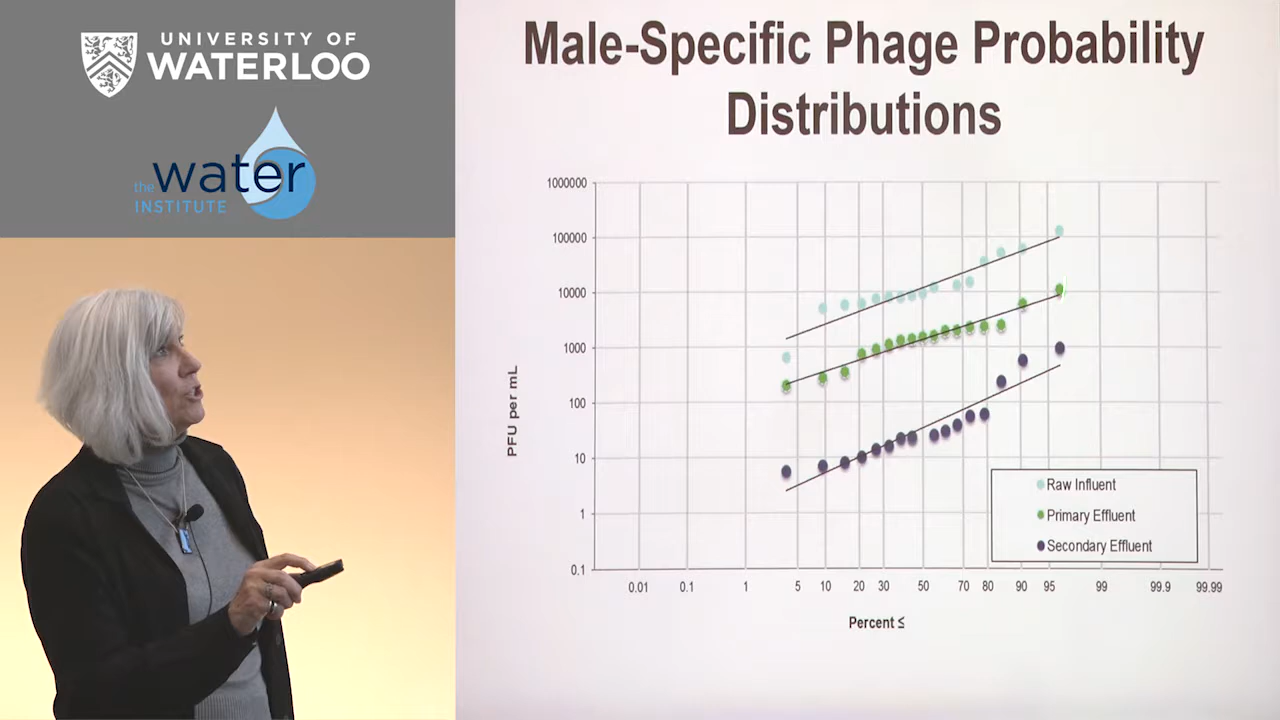 UNIVERSITY OF
WATERLOO
the water
INSTITUTE
Male-Specific Phage Probability
Distributions
1000000
100000
10000
1000
100
10
1
0.1
PFU per mL
0.01 0.1 1 5 10 20 30 50 70 80 90 95 99 99.9 99.99
Percent ≤
Raw Influent
Primary Effluent
Secondary Effluent